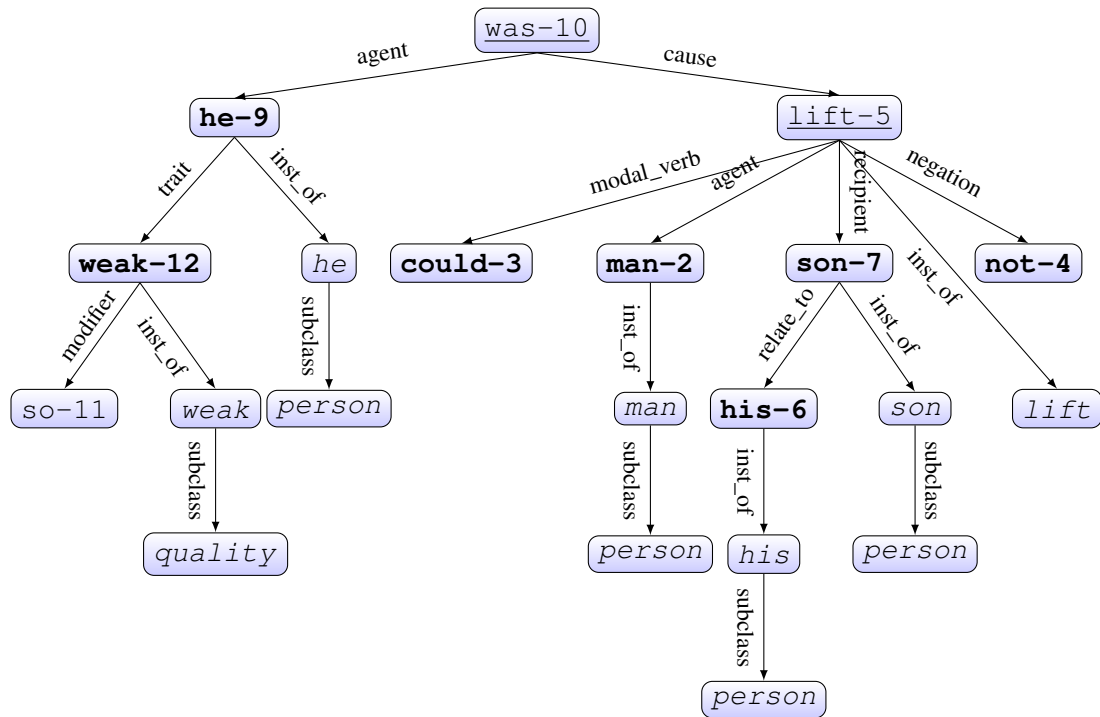 was-10
agent
cause
he-9
lift-5
trait
inst_of
modal_verb
agent
recipient
negation
inst_of
weak-12
he
could-3
man-2
son-7
not-4
modifier
inst_of
subclass
inst_of
relate_to
inst_of
so-11
weak
person
man
his-6
son
lift
subclass
subclass
inst_of
subclass
quality
person
his
person
subclass
person